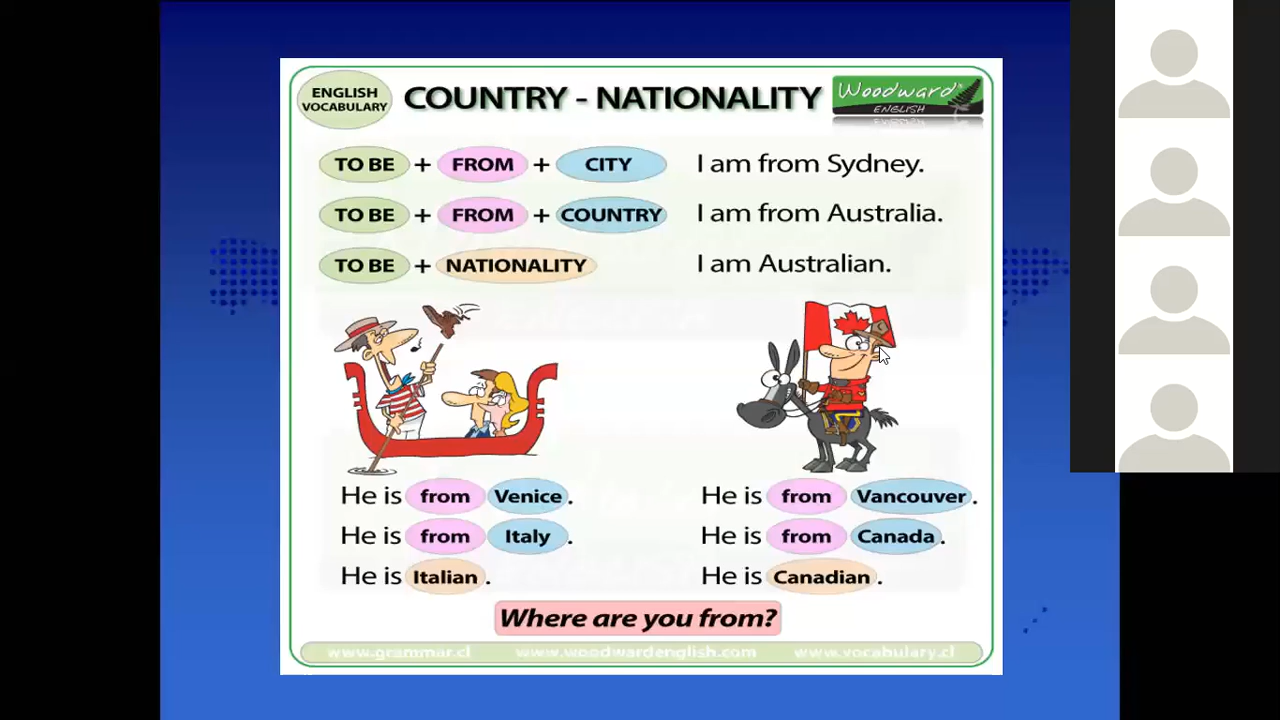 ENGLISH
VOCABULARY
COUNTRY - NATIONALITY
Woodward
ENGLISH
TO BE + FROM + CITY I am from Sydney.
TO BE + FROM + COUNTRY I am from Australia.
TO BE + NATIONALITY I am Australian.
He is from Venice. He is from Vancouver.
He is from Italy. He is from Canada.
He is Italian. He is Canadian.
Where are you from?
www.grammar.cl www.woodwardenglish.com www.vocabulary.cl